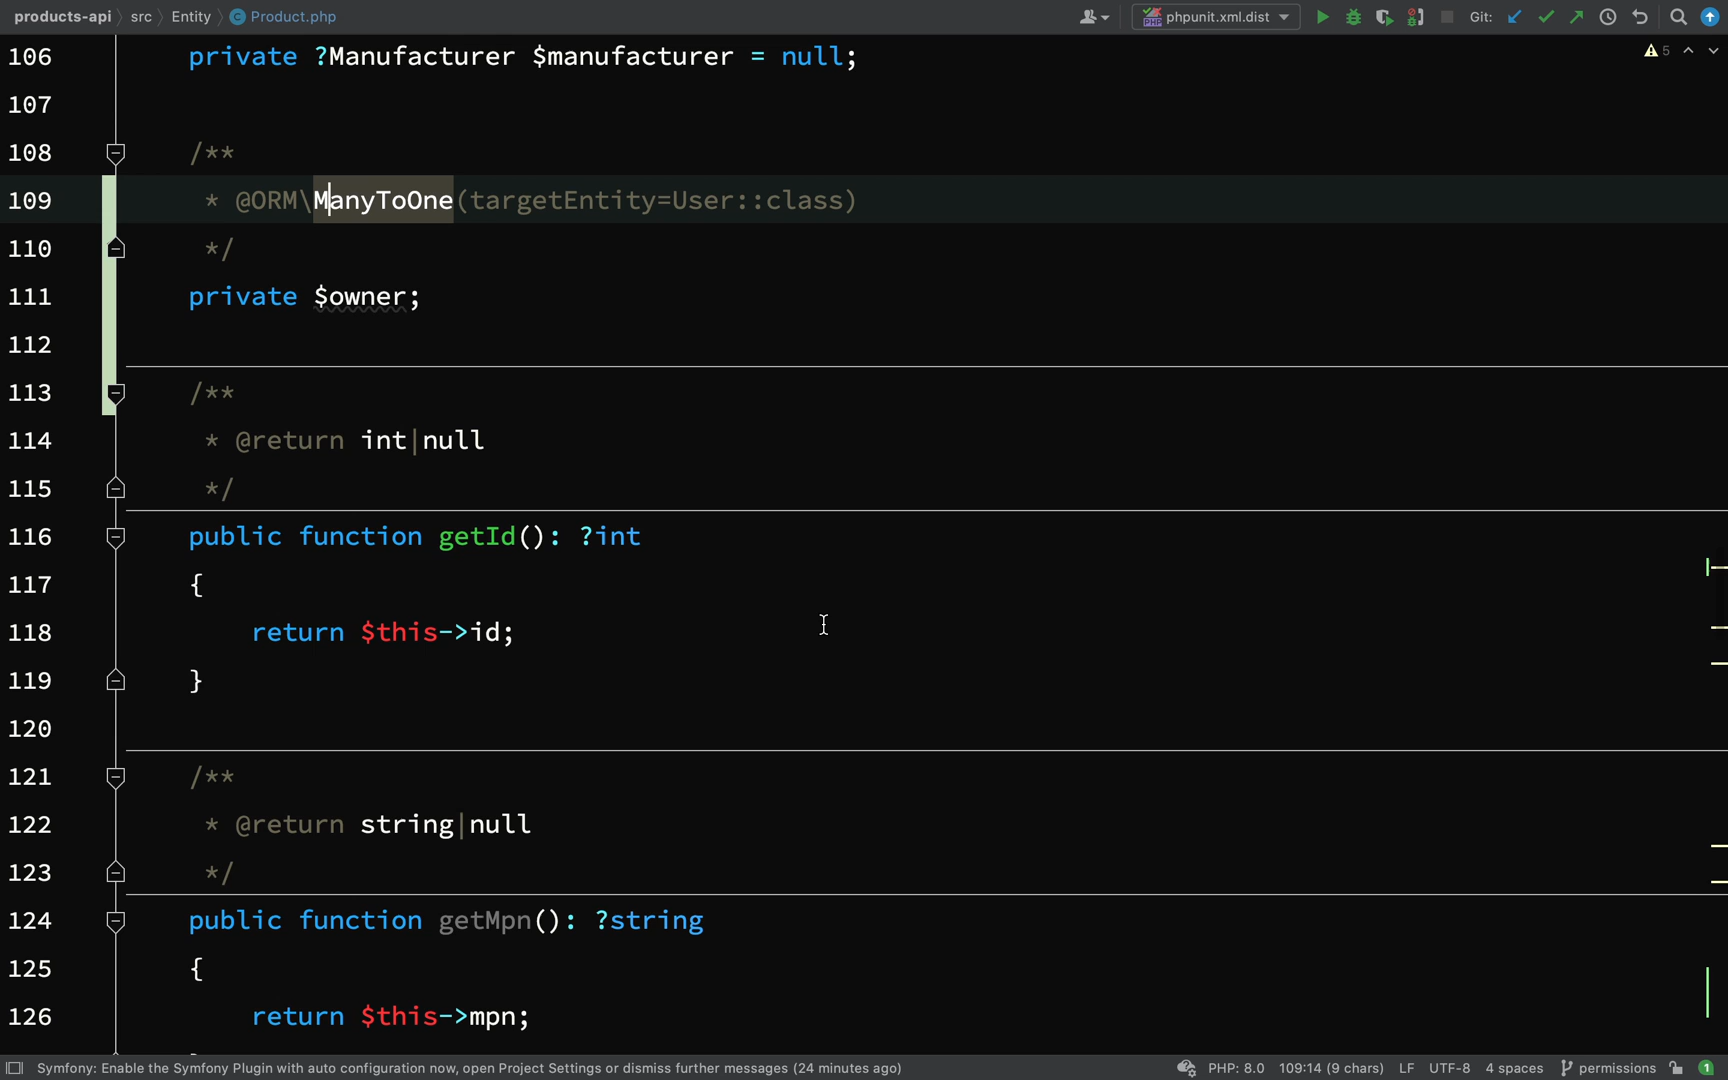 products-api src Entity Product.php phpunit.xml.dist Git:
106 private ?Manufacturer $manufacturer = null; 5
107
108 /**
109 * @ORM\ManyToOne(targetEntity=User::class)
110 */
111 private $owner;
112
113 /**
114 * @return int|null
115 */
116 public function getId(): ?int
117 {
118 return $this->id;
119 }
120
121 /**
122 * @return string|null
123 */
124 public function getMpn(): ?string
125 {
126 return $this->mpn;
Symfony: Enable the Symfony Plugin with auto configuration now, open Project Settings or dismiss further messages (24 minutes ago) PHP: 8.0 109:14 (9 chars) LF UTF-8 4 spaces permissions 1